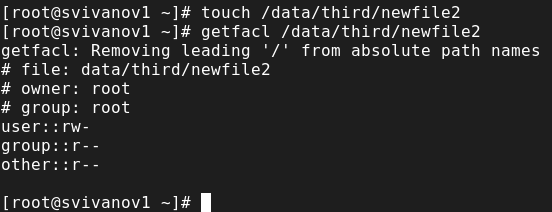 [root@svivanov1 ~]# touch /data/third/newfile2
[root@svivanov1 ~]# getfacl /data/third/newfile2
getfacl: Removing leading '/' from absolute path names
# file: data/third/newfile2
# owner: root
# group: root
user::rw-
group::r--
other::r--
[root@svivanov1 ~]#